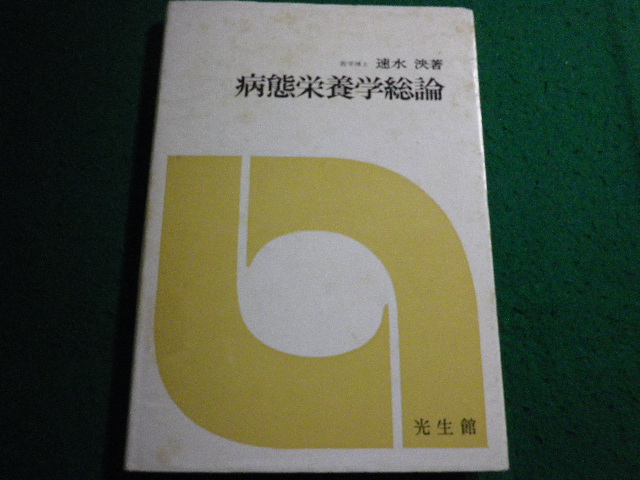 医学博士 速水 泱著
病態栄養学総論
光生館